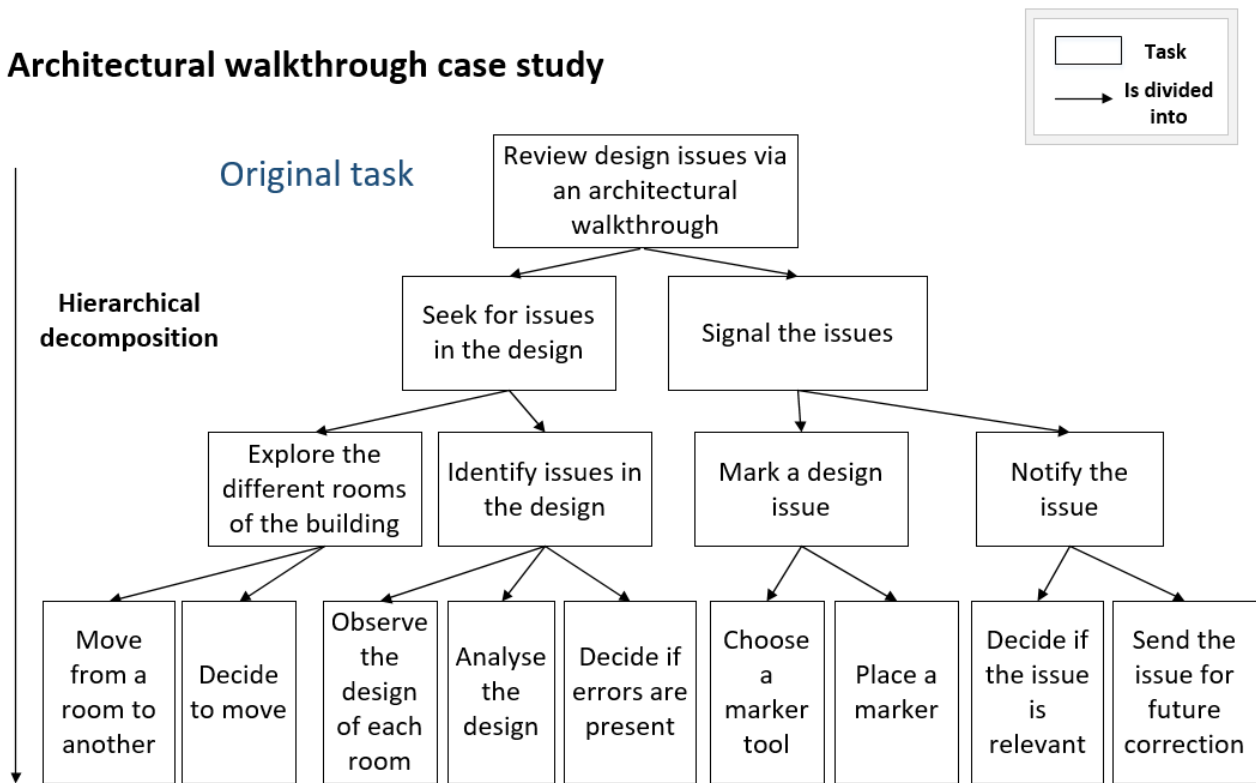 Architectural walkthrough case study
Task
Is divided
into
Original task
Review design issues via
an architectural
walkthrough
Hierarchical
decomposition
Seek for issues
in the design
Signal the issues
Explore the
different rooms
of the building
Identify issues in
the design
Mark a design
issue
Notify the
issue
Move
from a
room to
another
Decide
to move
Observe
the
design
of each
room
Analyse
the
design
Decide if
errors are
present
Choose
a
marker
tool
Place a
marker
Decide if
the issue
is
relevant
Send the
issue for
future
correction